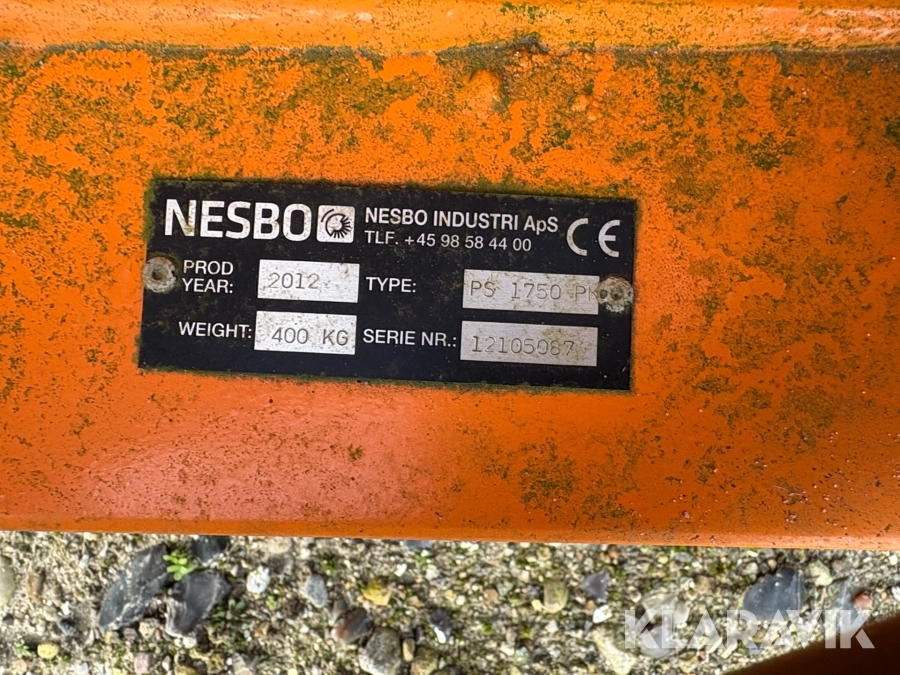 NESBO
NESBO INDUSTRI ApS
TLF. +45 98 58 44 00
CE
PROD YEAR: 2012
TYPE: PS 1750
WEIGHT: 400 KG
SERIE NR.: 12105087
KLARAVIK